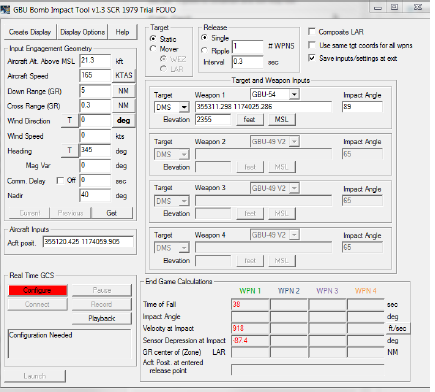 GBU Bomb Impact Tool v1.3 SCR 1979 Trial FOUO
Create Display Display Options Help
Input Engagement Geometry
Aircraft Alt. Above MSL 21.3 kft
Aircraft Speed 165 KTAS
Down Range (GR) 5 NM
Cross Range (GR) 0.3 NM
Wind Direction T 0 deg
Wind Speed 0 kts
Heading T 345 deg
Mag Var 0 deg
Comm. Delay Off 0 sec
Nadir 40 deg
Current Previous Get
Aircraft Inputs
Acft posit. 355120.425 1174059.905
Real Time GCS
Configure Pause
Connect Record
Playback
Configuration Needed
Launch
Target
Static
Mover
WEZ
LAR
Release
Single
Ripple 1 # WPNS
Interval 0.3 sec
Composite LAR
Use same tgt coords for all wpns
Save inputs/settings at exit
Target and Weapon Inputs
Target Weapon 1 GBU-54 Impact Angle
DMS 355311.298 1174025.286 89
Elevation 2355 feet MSL
Target Weapon 2 GBU-49 V2 Impact Angle
DMS 65
Elevation feet MSL
Target Weapon 3 GBU-49 V2 Impact Angle
DMS 65
Elevation feet MSL
Target Weapon 4 GBU-49 V2 Impact Angle
DMS 65
Elevation feet MSL
End Game Calculations
WPN 1 WPN 2 WPN 3 WPN 4
Time of Fall 38 sec
Impact Angle deg
Velocity at Impact 918 ft/sec
Sensor Depression at Impact -87.4 deg
GR center of (Zone) LAR NM
Acft Posit. at entered
release point